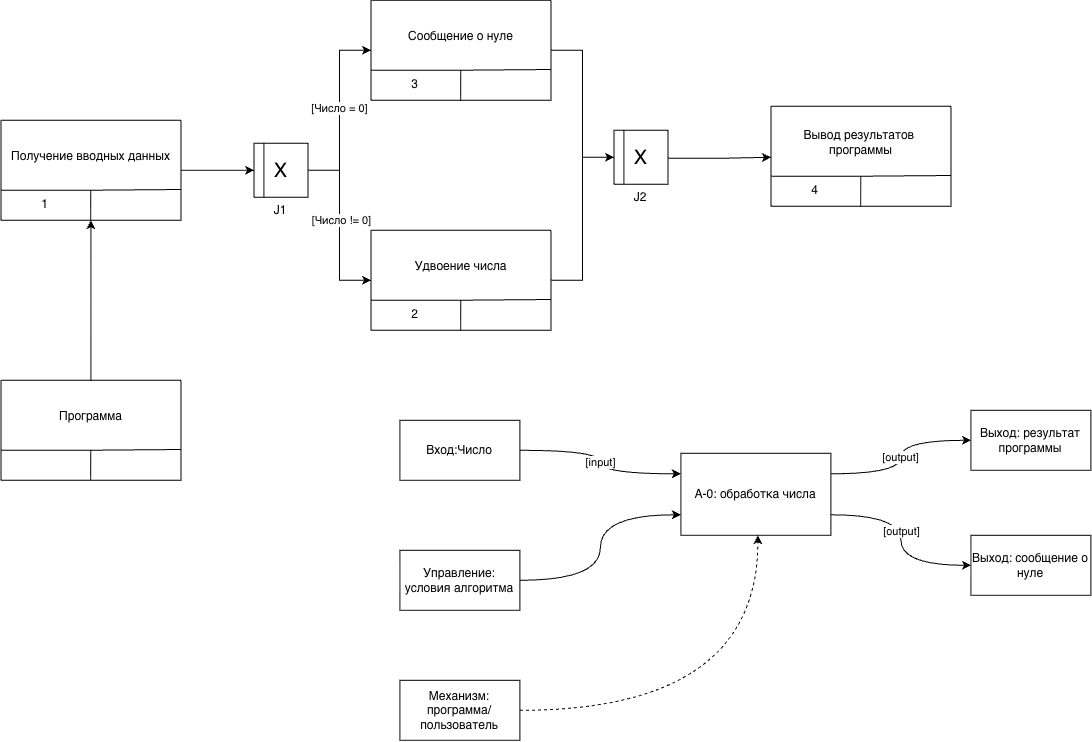 Сообщение о нуле
3
[Число = 0]
Получение вводных данных
1
X
J1
X
J2
Вывод результатов
программы
4
[Число != 0]
Удвоение числа
2
Программа
Вход:Число
[input]
А-0: обработка числа
[output]
Выход: результат
программы
[output]
Выход: сообщение о
нуле
Управление:
условия алгоритма
Механизм:
программа/
пользователь